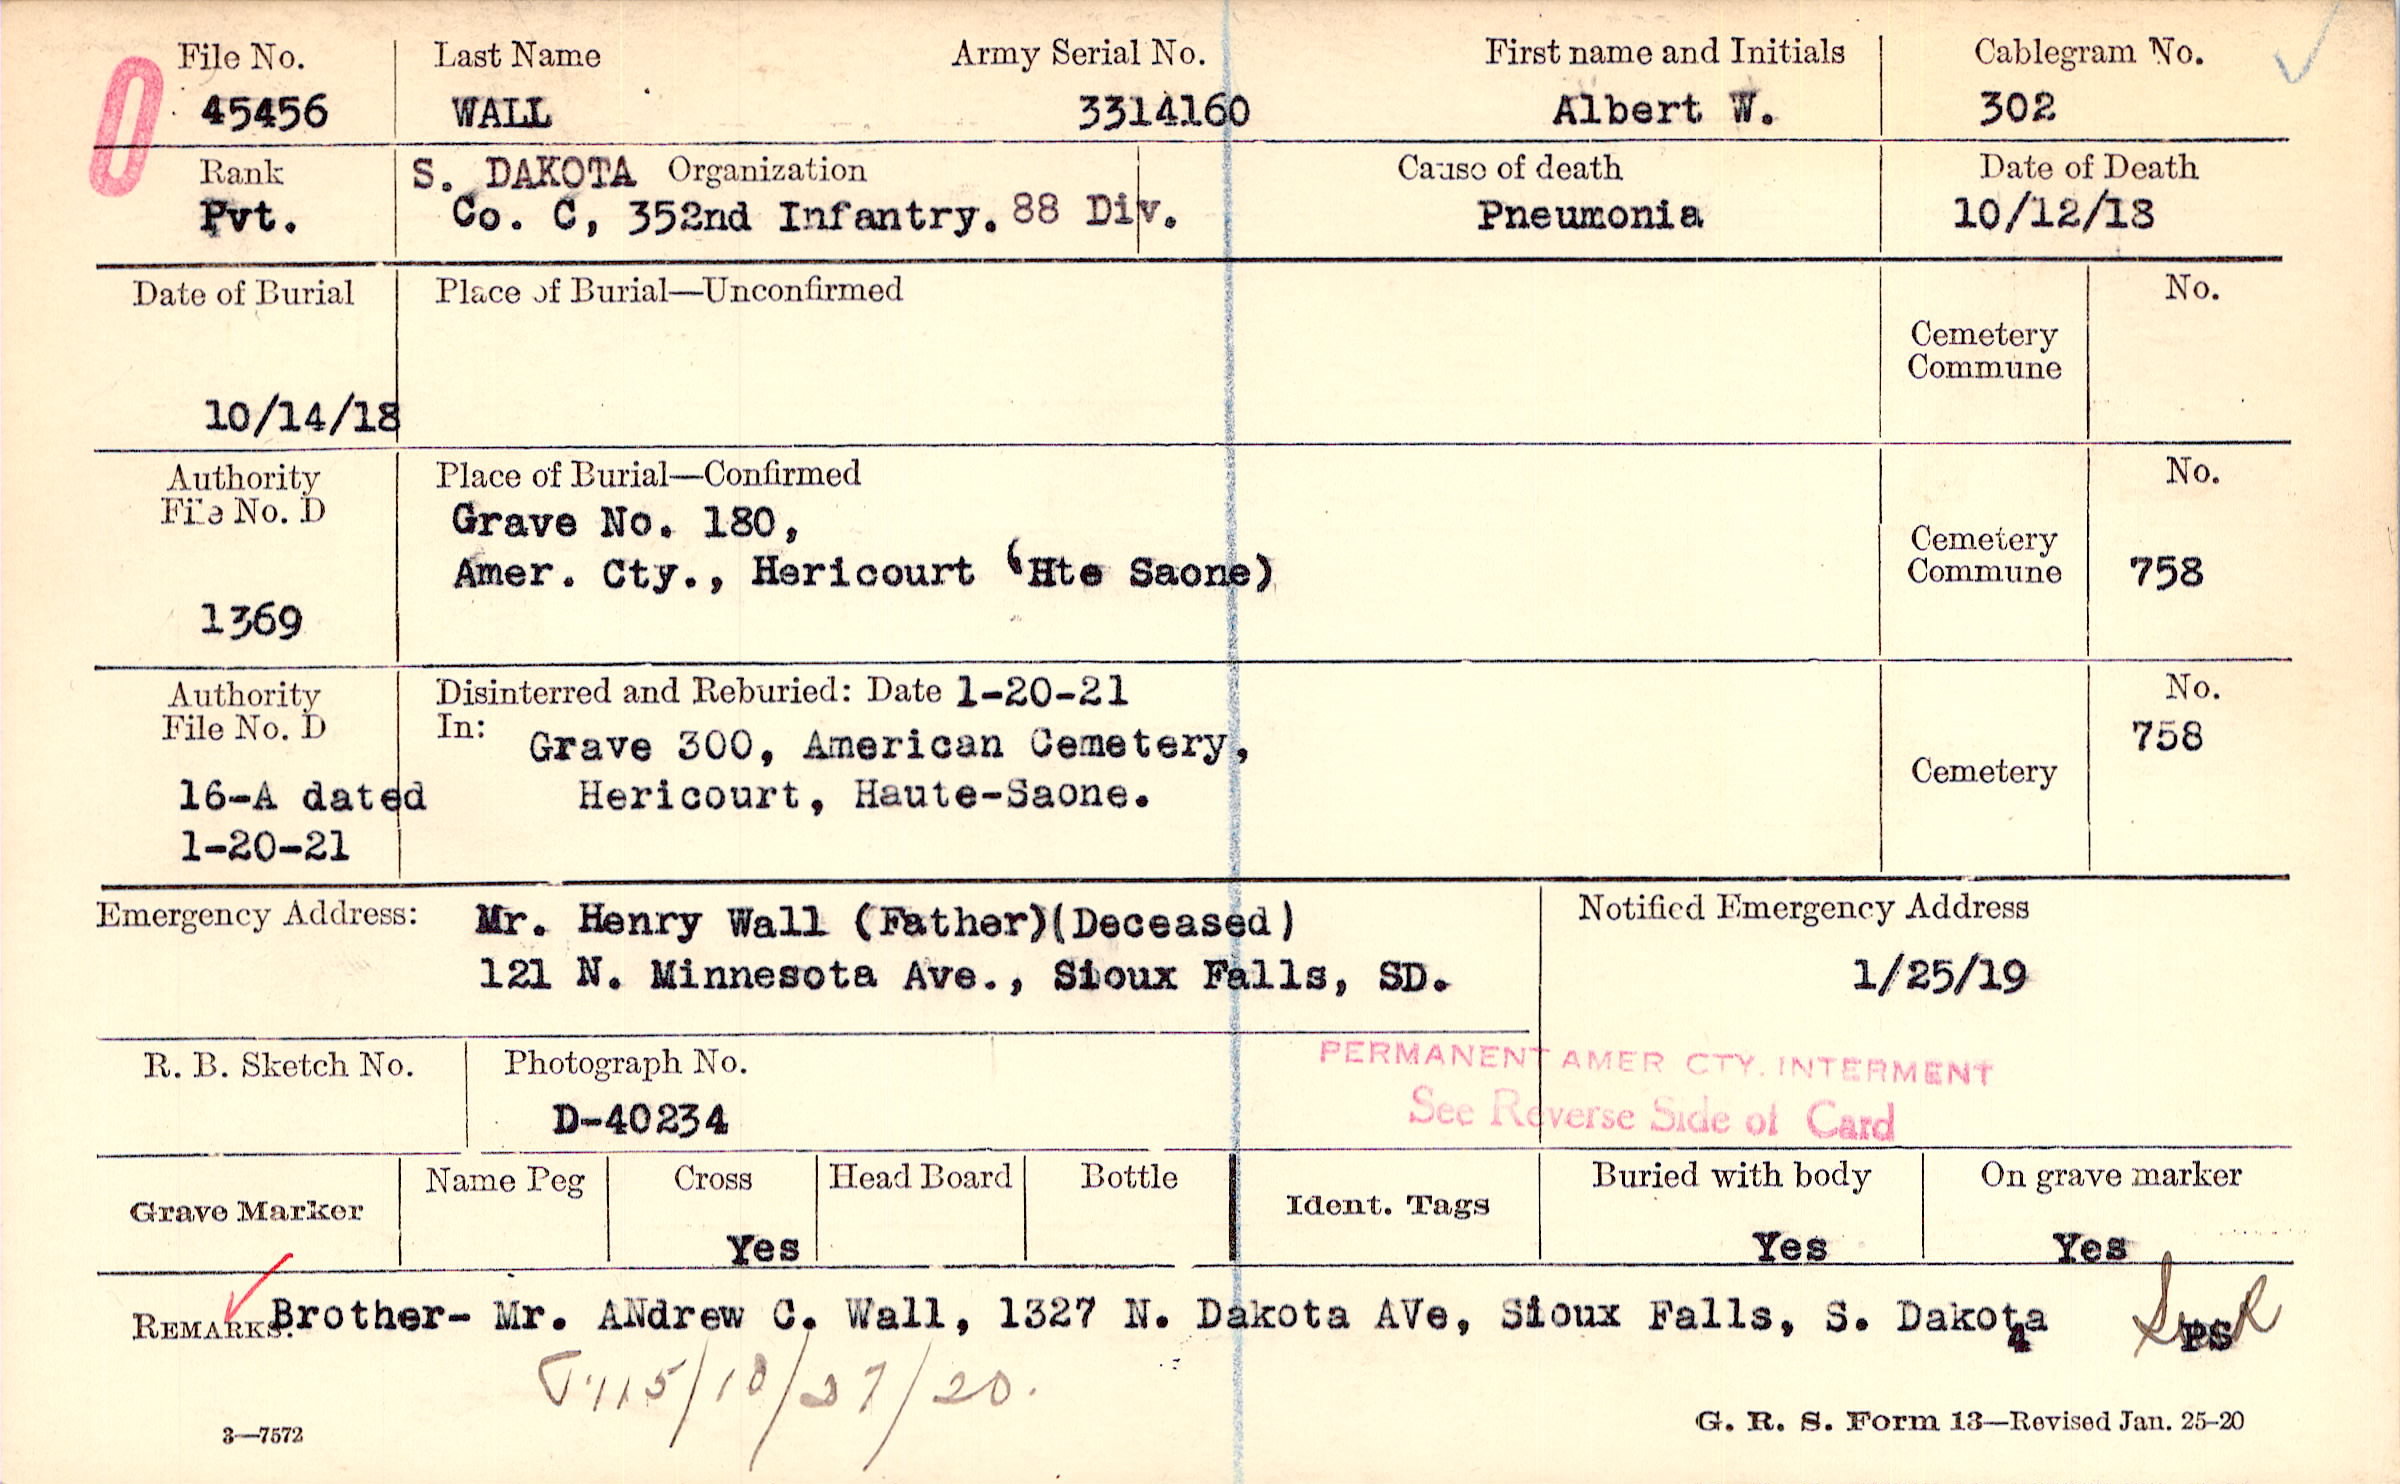 File No. Last Name Army Serial No. First name and Initials Cablegram No.
45456 WALL 3314160 Albert W. 302
Rank S. DAKOTA Organization Cause of death Date of Death
Pvt. Co. C, 352nd Infantry. 88 Div. Pneumonia 10/12/18
Date of Burial Place of Burial—Unconfirmed No.
Cemetery
Commune
10/14/18
Authority Place of Burial—Confirmed No.
File No. D
Grave No. 180,
Cemetery
Amer. Cty., Hericourt (Hte Saone) Commune 758
1369
Authority Disinterred and Reburied: Date 1-20-21 No.
File No. D In: 758
Grave 300, American Cemetery,
Cemetery
16-A dated Hericourt, Haute-Saone.
1-20-21
Emergency Address: Mr. Henry Wall (Father)(Deceased) Notified Emergency Address
121 N. Minnesota Ave., Sioux Falls, SD. 1/25/19
R. B. Sketch No. Photograph No. PERMANENT AMER CTY. INTERMENT
D-40234 See Reverse Side of Card
Name Peg Cross Head Board Bottle Buried with body On grave marker
Grave Marker Ident. Tags
Yes Yes Yes
REMARKS. Brother- Mr. ANdrew C. Wall, 1327 N. Dakota AVe, Sioux Falls, S. Dakota
PS
/10/27/20.
3—7572 G. R. S. Form 13—Revised Jan. 25-20